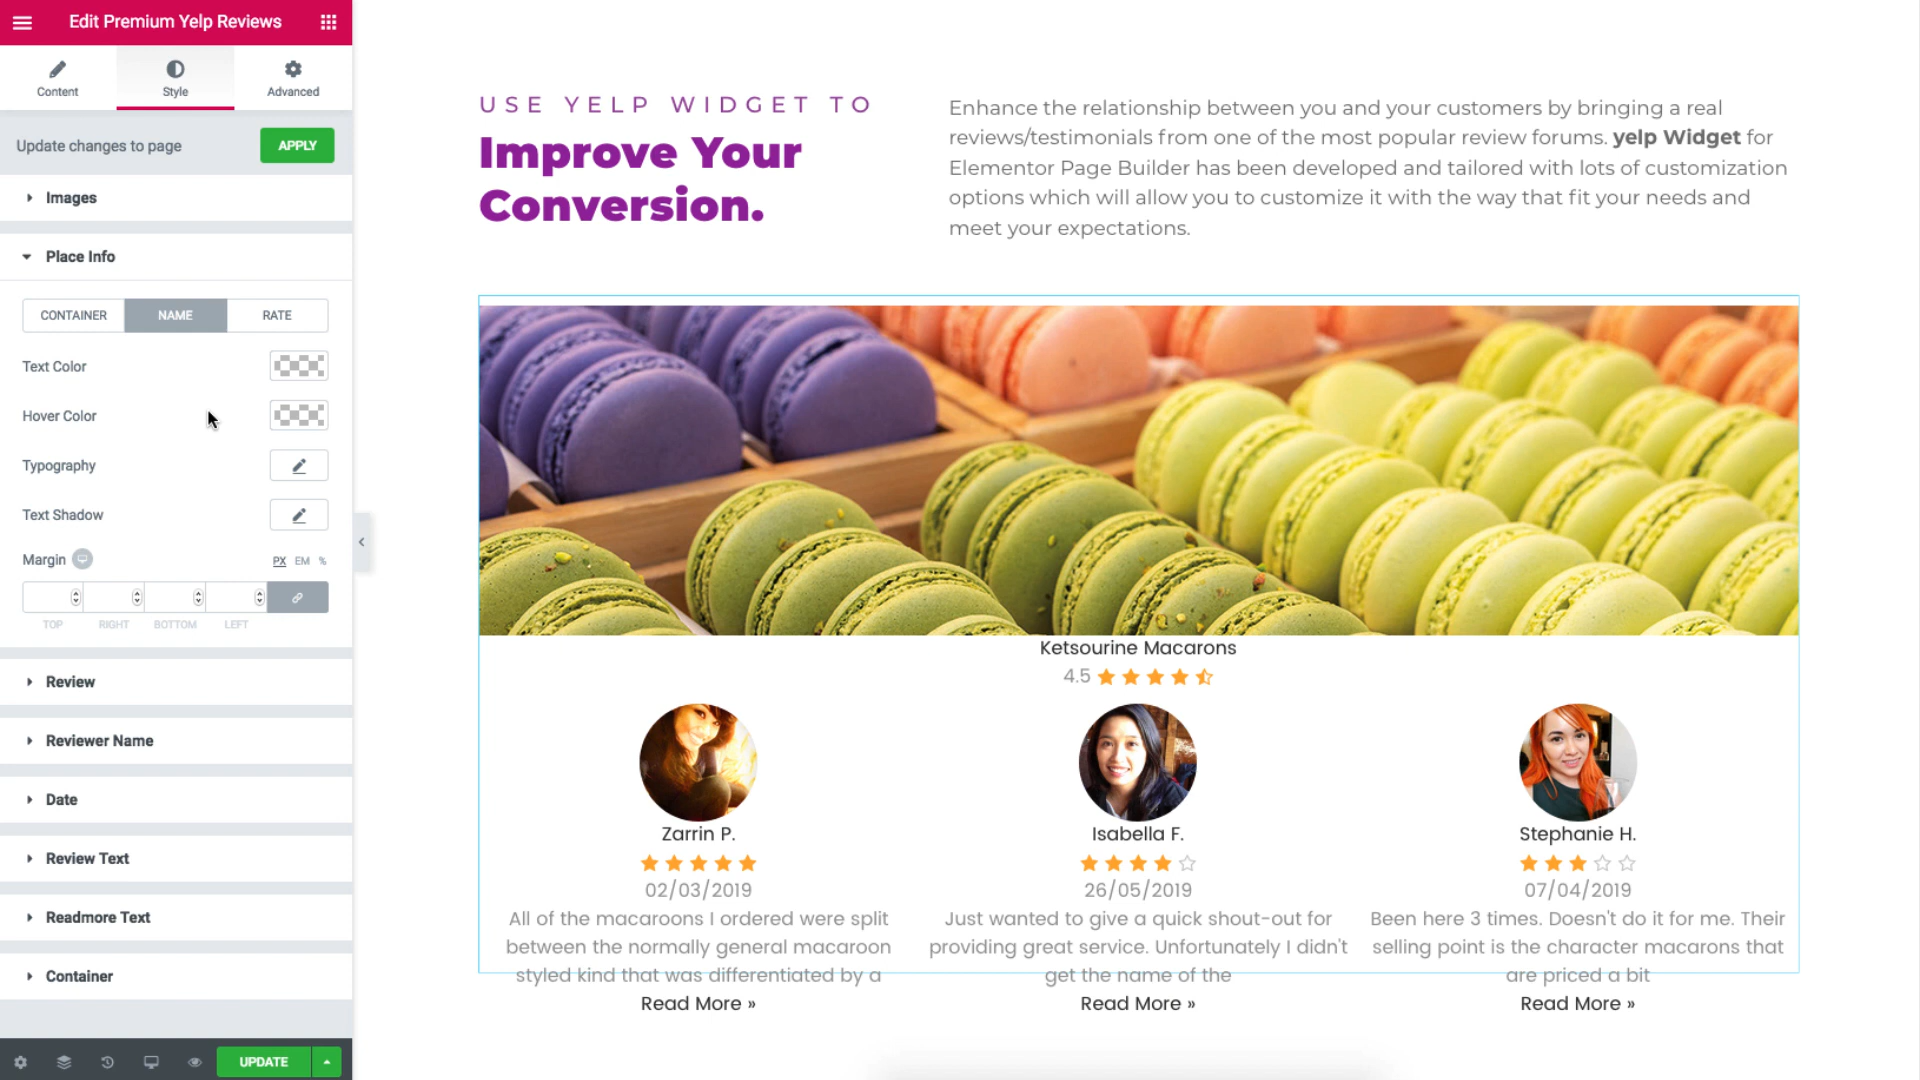 Edit Premium Yelp Reviews
Content
Style
Advanced
Update changes to page
APPLY
Images
Place Info
CONTAINER
NAME
RATE
Text Color
Hover Color
Typography
Text Shadow
Margin
PX
EM
%
TOP
RIGHT
BOTTOM
LEFT
Review
Reviewer Name
Date
Review Text
Readmore Text
Container
UPDATE
USE YELP WIDGET TO
Improve Your
Conversion.
Enhance the relationship between you and your customers by bringing a real
reviews/testimonials from one of the most popular review forums. yelp Widget for
Elementor Page Builder has been developed and tailored with lots of customization
options which will allow you to customize it with the way that fit your needs and
meet your expectations.
Ketsourine Macarons
4.5
Zarrin P.
02/03/2019
All of the macaroons I ordered were split
between the normally general macaroon
styled kind that was differentiated by a
Read More »
Isabella F.
26/05/2019
Just wanted to give a quick shout-out for
providing great service. Unfortunately I didn't
get the name of the
Read More »
Stephanie H.
07/04/2019
Been here 3 times. Doesn't do it for me. Their
selling point is the character macarons that
are priced a bit
Read More »